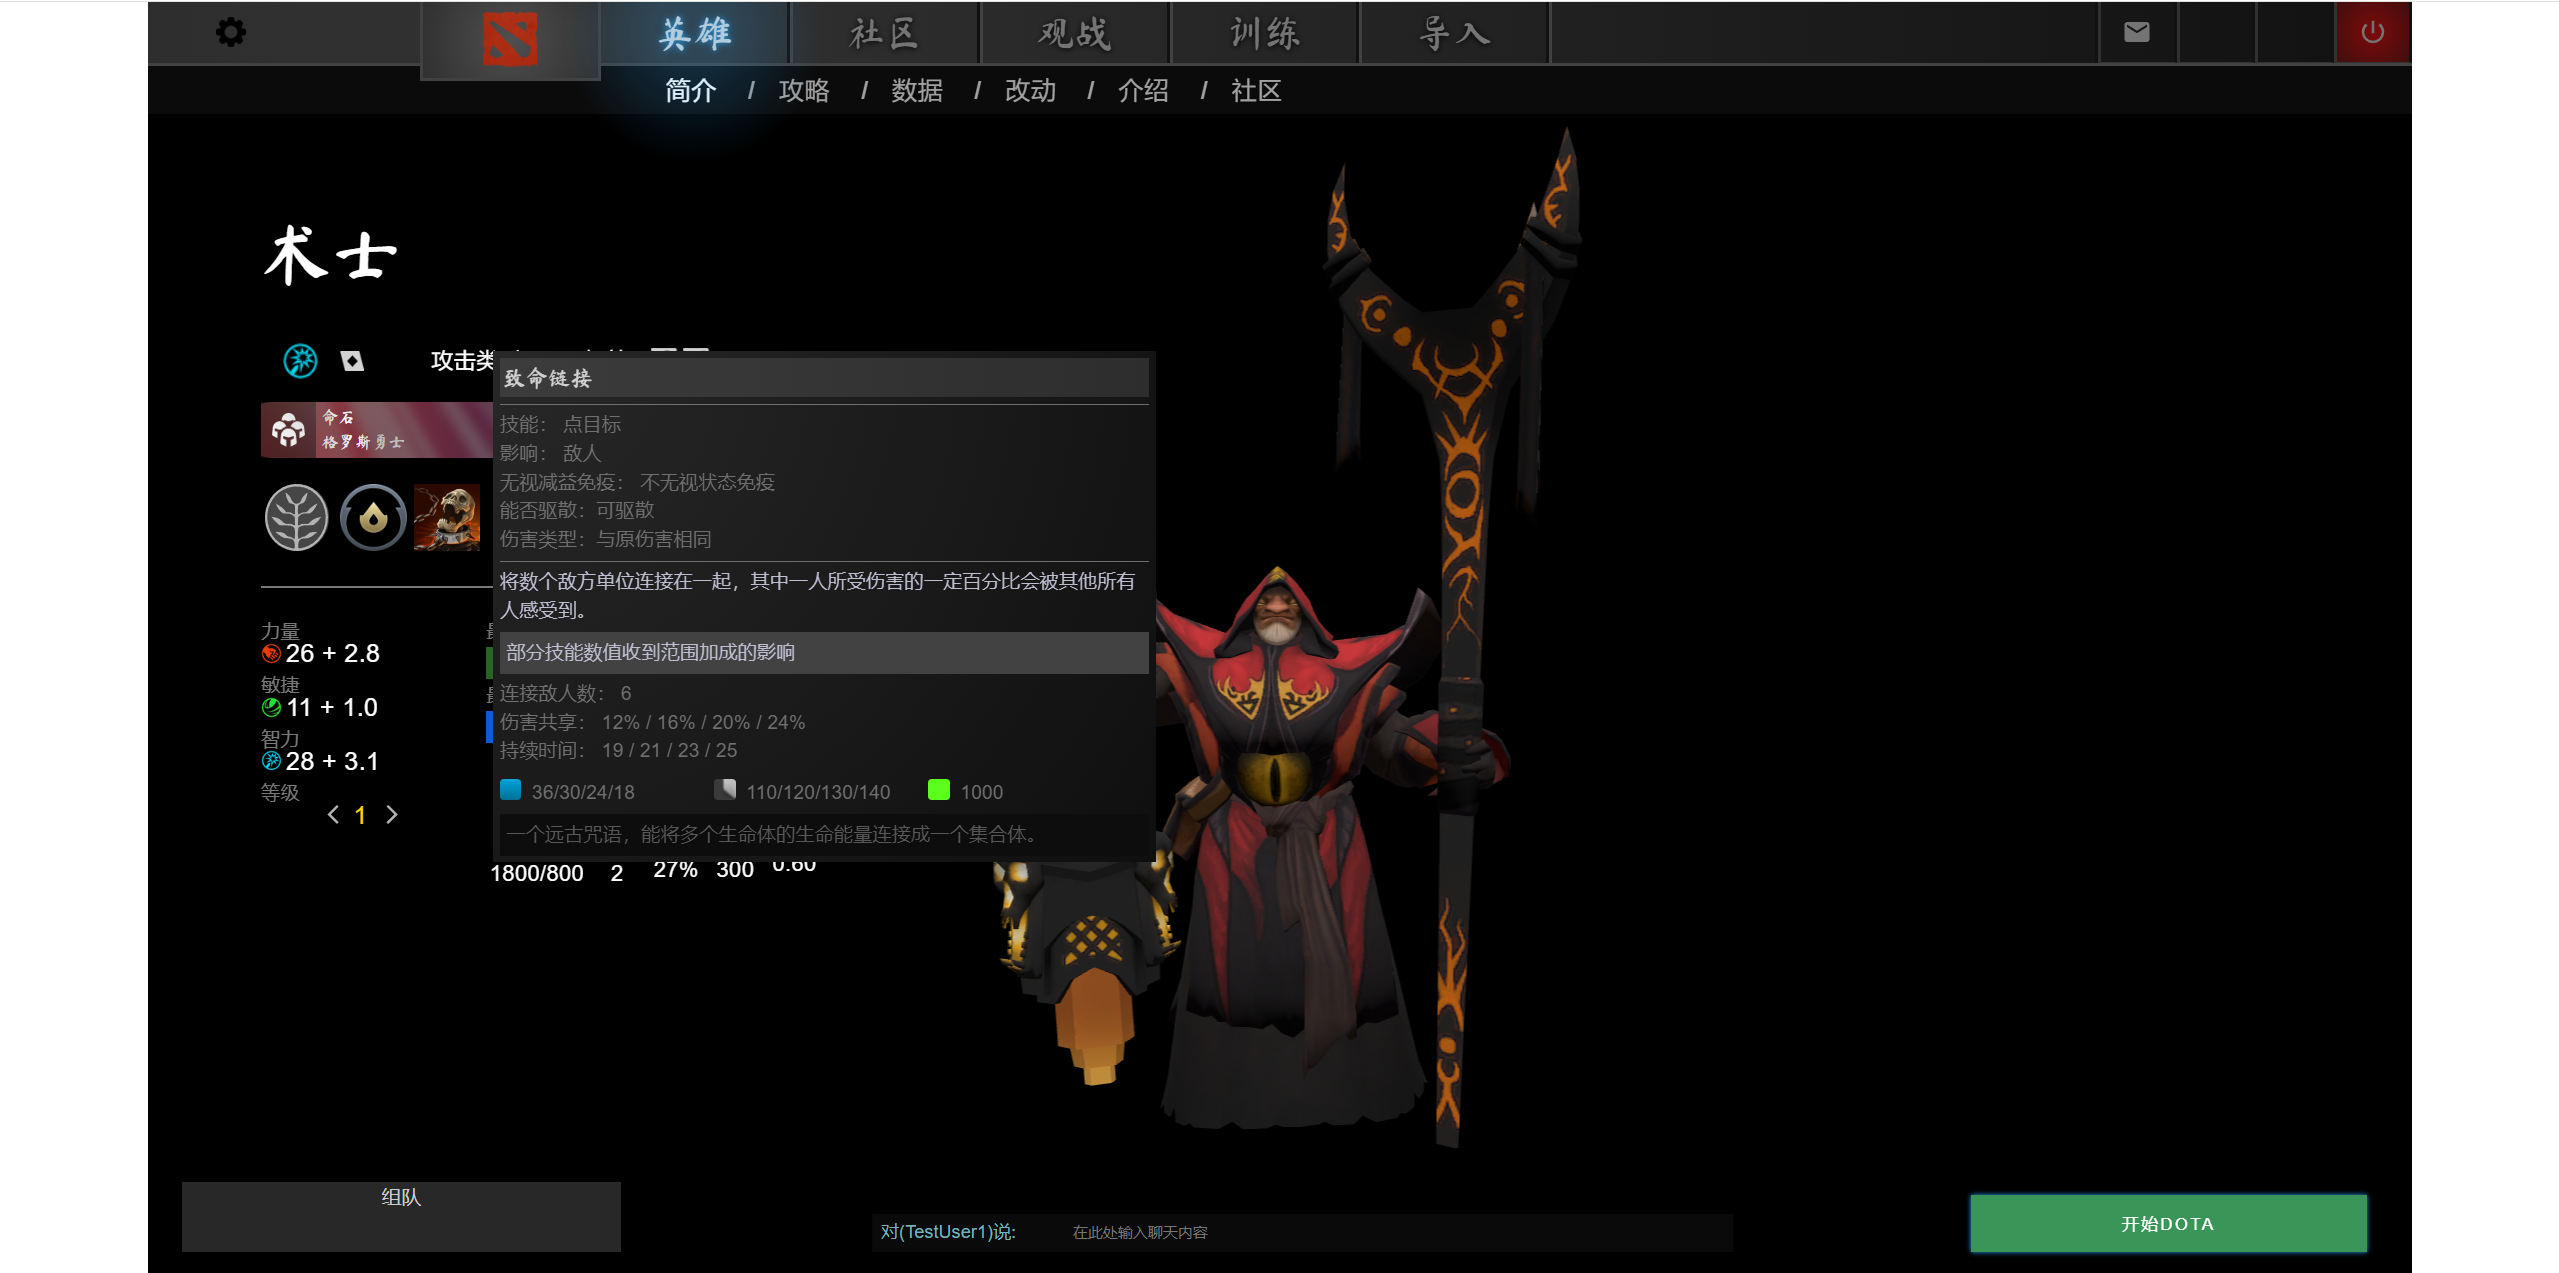 英雄
社区
观战
训练
导入
简介 / 攻略 / 数据 / 改动 / 介绍 / 社区
术士
攻击类
命石
格罗斯勇士
致命链接
技能： 点目标
影响： 敌人
无视减益免疫： 不无视状态免疫
能否驱散：可驱散
伤害类型：与原伤害相同
将数个敌方单位连接在一起，其中一人所受伤害的一定百分比会被其他所有
人感受到。
部分技能数值收到范围加成的影响
连接敌人数： 6
伤害共享： 12% / 16% / 20% / 24%
持续时间： 19 / 21 / 23 / 25
36/30/24/18
110/120/130/140
1000
一个远古咒语，能将多个生命体的生命能量连接成一个集合体。
力量
26 + 2.8
敏捷
11 + 1.0
智力
28 + 3.1
等级
1
1800/800 2 27% 300 0.60
组队
对(TestUser1)说: 在此处输入聊天内容
开始DOTA